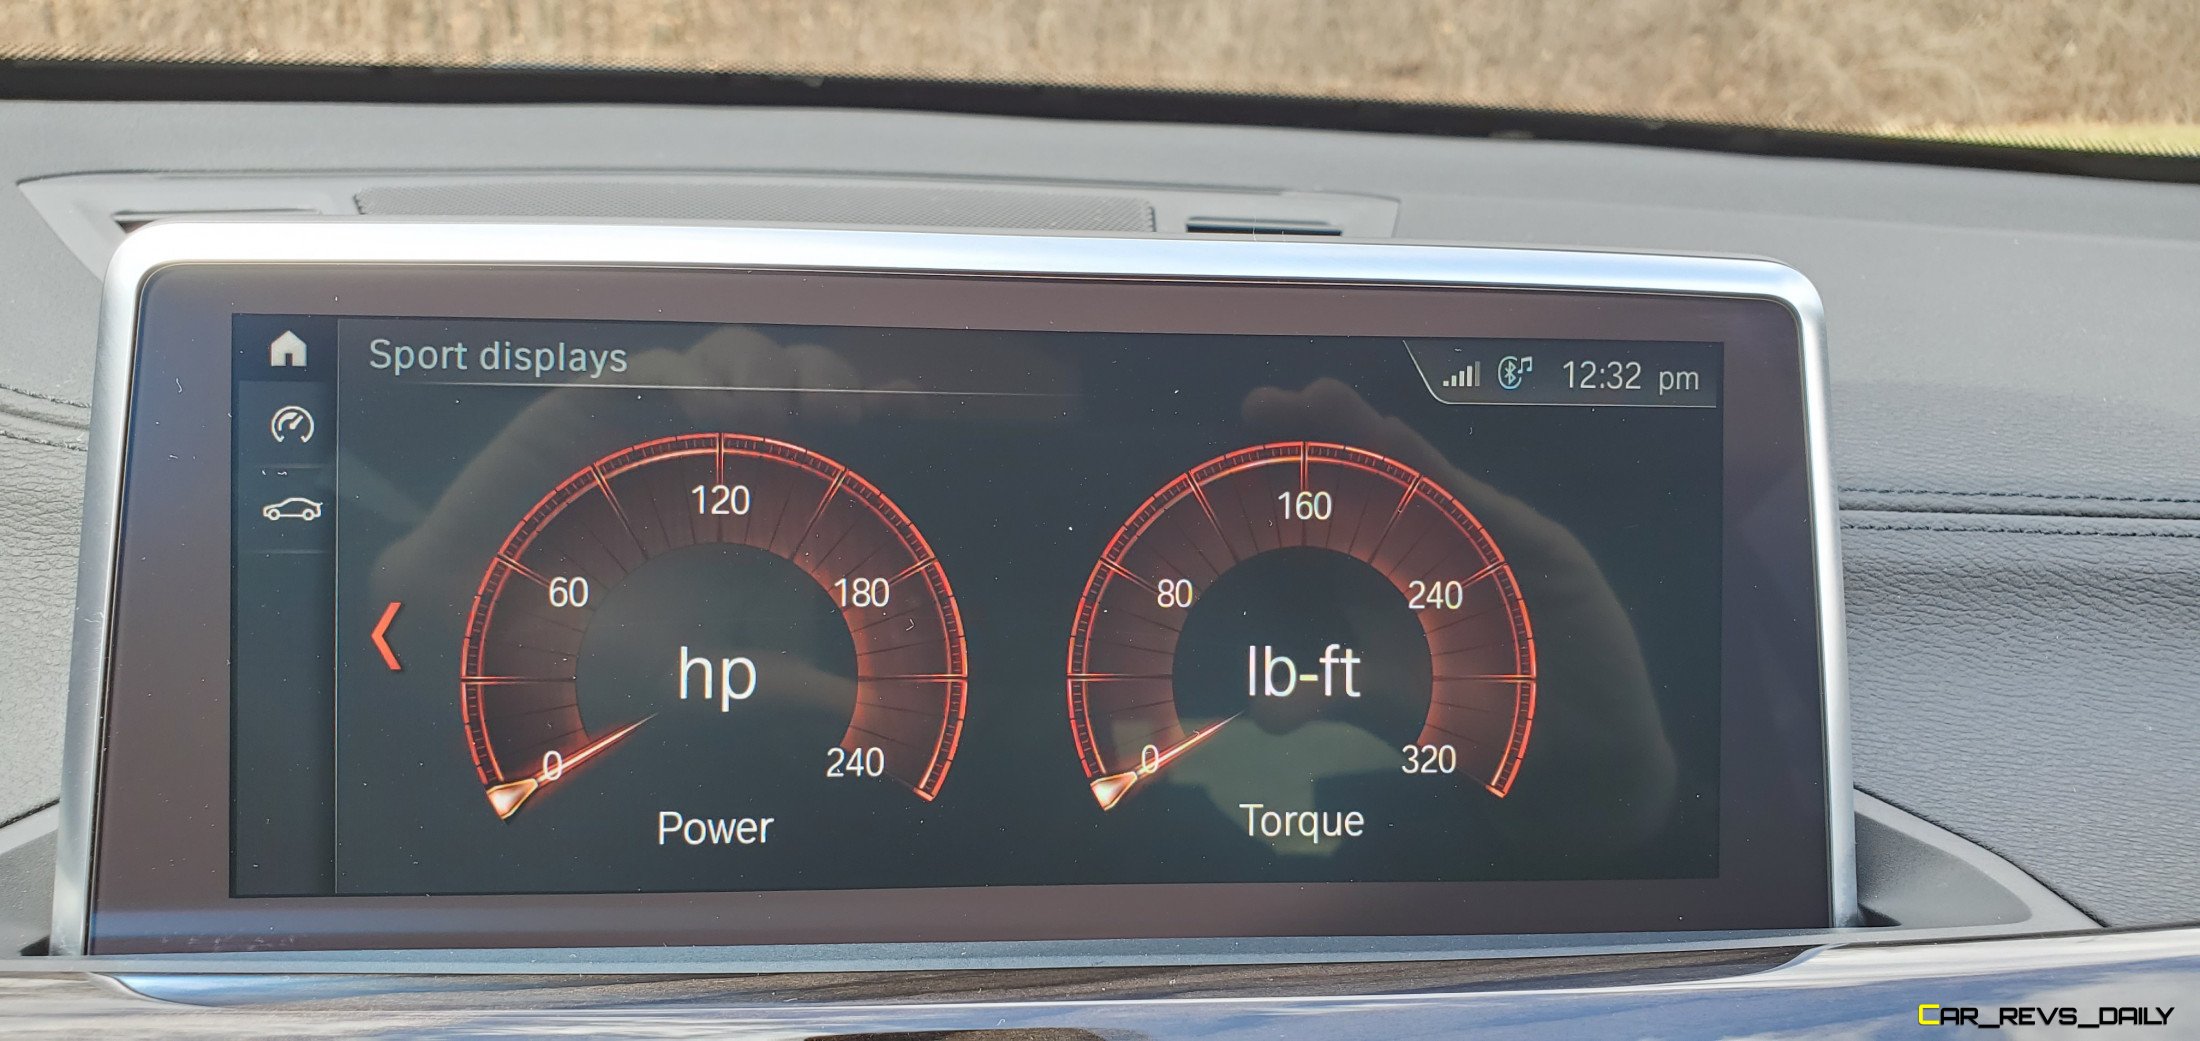 Sport displays
12:32 pm
120
60
180
hp
0
240
Power
160
80
240
lb-ft
0
320
Torque
CAR_REVS_DAILY